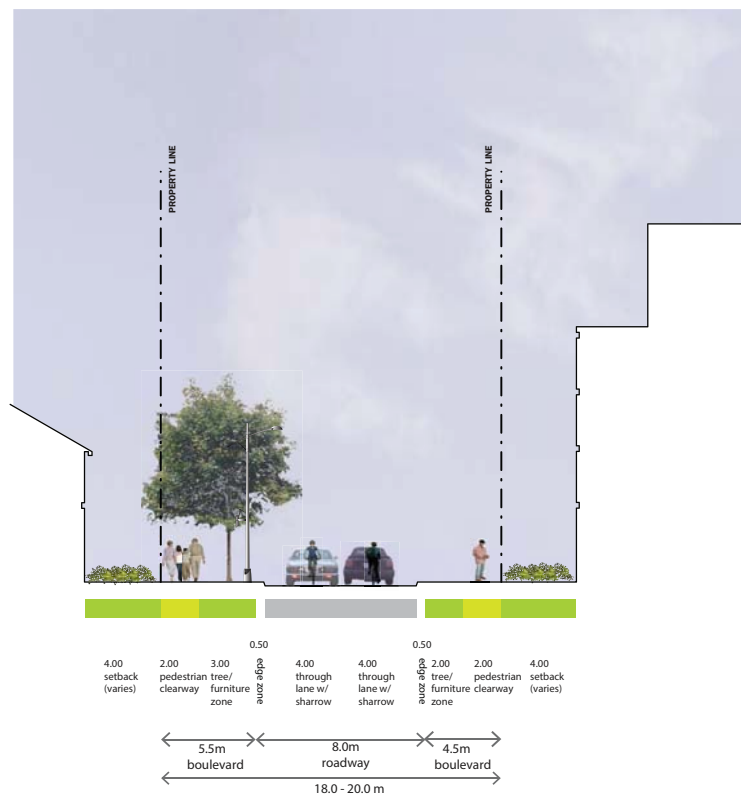 PROPERTY LINE
PROPERTY LINE
0.50
edge zone
0.50
edge zone
4.00
setback
(varies)
2.00
pedestrian
clearway
3.00
tree/
furniture
zone
4.00
through
lane w/
sharrow
4.00
through
lane w/
sharrow
2.00
tree/
furniture
zone
2.00
pedestrian
clearway
4.00
setback
(varies)
5.5m
boulevard
8.0m
roadway
4.5m
boulevard
18.0 - 20.0 m